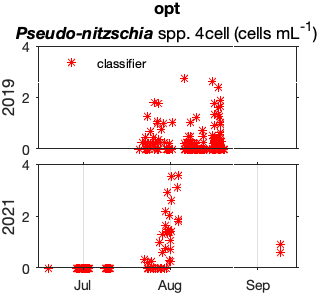 opt
Pseudo-nitzschia spp. 4cell (cells mL⁻¹)
4
classifier
2
2019
0
4
2
2021
0
Jul Aug Sep